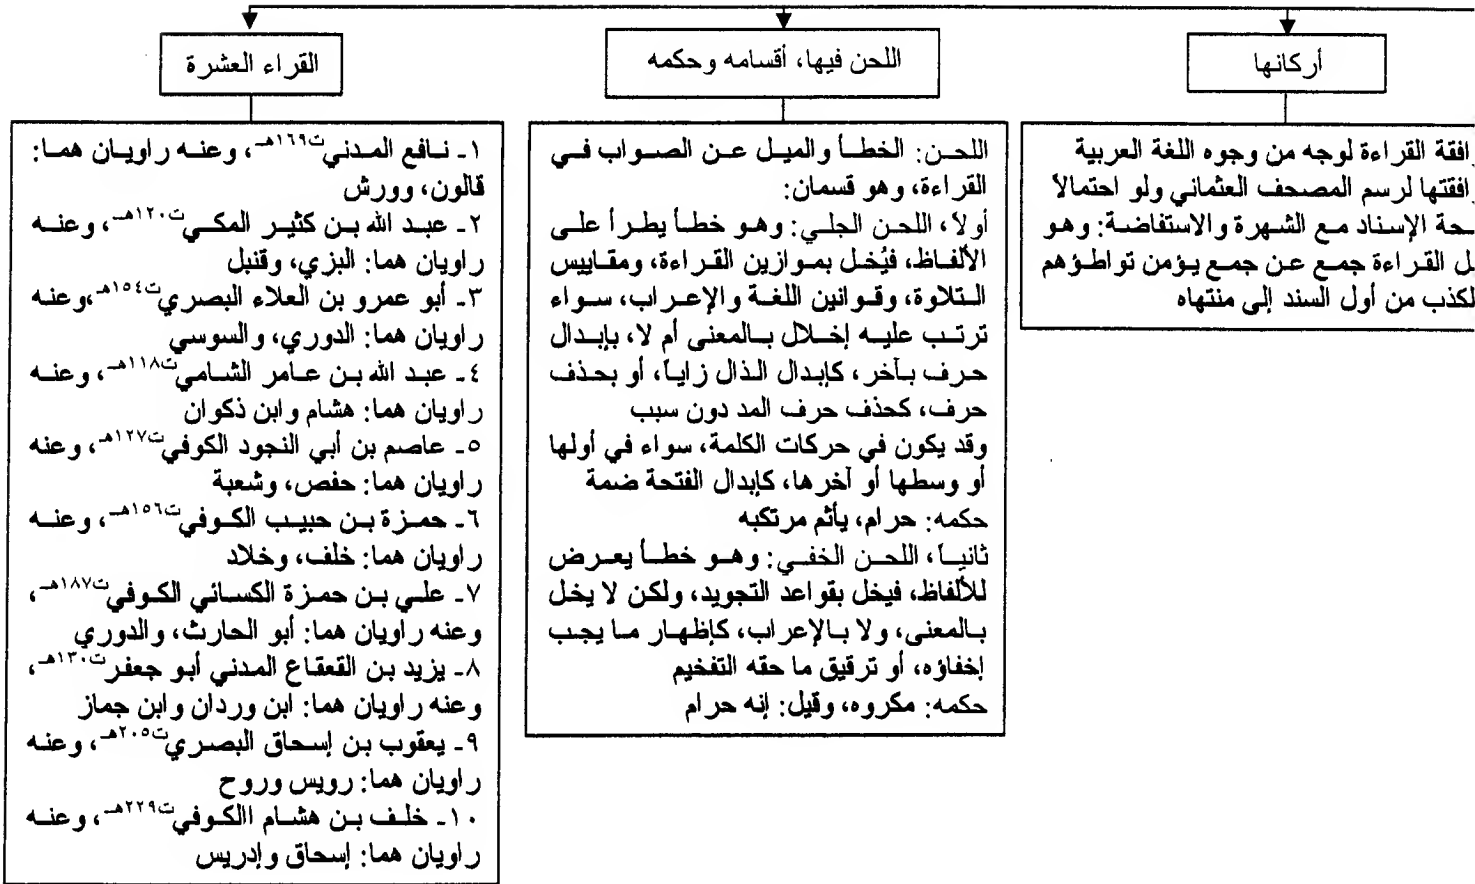 أركانها
افقة القراءة لوجه من وجوه اللغة العربية
افقتها لرسم المصحف العثماني ولو احتمالاً
حة الإسناد مع الشهرة والاستفاضة: وهو
ل القراءة جمع عن جمع يؤمن تواطؤهم
لكذب من أول السند إلى منتهاه
اللحن فيها، أقسامه وحكمه
اللحن: الخطأ والميل عن الصواب في
القراءة، وهو قسمان:
أولاً، اللحن الجلي: وهو خطأ يطرأ على
الألفاظ، فيُخل بموازين القراءة، ومقاييس
التلاوة، وقوانين اللغة والإعراب، سواء
ترتب عليه إخلال بالمعنى أم لا، بإبدال
حرف بآخر، كإبدال الذال زاياً، أو بحذف
حرف، كحذف حرف المد دون سبب
وقد يكون في حركات الكلمة، سواء في أولها
أو وسطها أو آخرها، كإبدال الفتحة ضمة
حكمه: حرام، يأثم مرتكبه
ثانياً، اللحن الخفي: وهو خطأ يعرض
للألفاظ، فيخل بقواعد التجويد، ولكن لا يخل
بالمعنى، ولا بالإعراب، كإظهار ما يجب
إخفاؤه، أو ترقيق ما حقه التفخيم
حكمه: مكروه، وقيل: إنه حرام
القراء العشرة
١ـ نافع المدني ت١٦٩هـ، وعنه راويان هما:
قالون، وورش
٢ـ عبد الله بن كثير المكي ت١٢٠هـ، وعنه
راويان هما: البزي، وقنبل
٣ـ أبو عمرو بن العلاء البصري ت١٥٤هـ، وعنه
راويان هما: الدوري، والسوسي
٤ـ عبد الله بن عامر الشامي ت١١٨هـ، وعنه
راويان هما: هشام وابن ذكوان
٥ـ عاصم بن أبي النجود الكوفي ت١٢٧هـ، وعنه
راويان هما: حفص، وشعبة
٦ـ حمزة بن حبيب الكوفي ت١٥٦هـ، وعنه
راويان هما: خلف، وخلاد
٧ـ علي بن حمزة الكسائي الكوفي ت١٨٧هـ،
وعنه راويان هما: أبو الحارث، والدوري
٨ـ يزيد بن القعقاع المدني أبو جعفر ت١٣٠هـ،
وعنه راويان هما: ابن وردان وابن جماز
٩ـ يعقوب بن إسحاق البصري ت٢٠٥هـ، وعنه
راويان هما: رويس وروح
١٠ـ خلف بن هشام االكوفي ت٢٢٩هـ، وعنه
راويان هما: إسحاق وإدريس